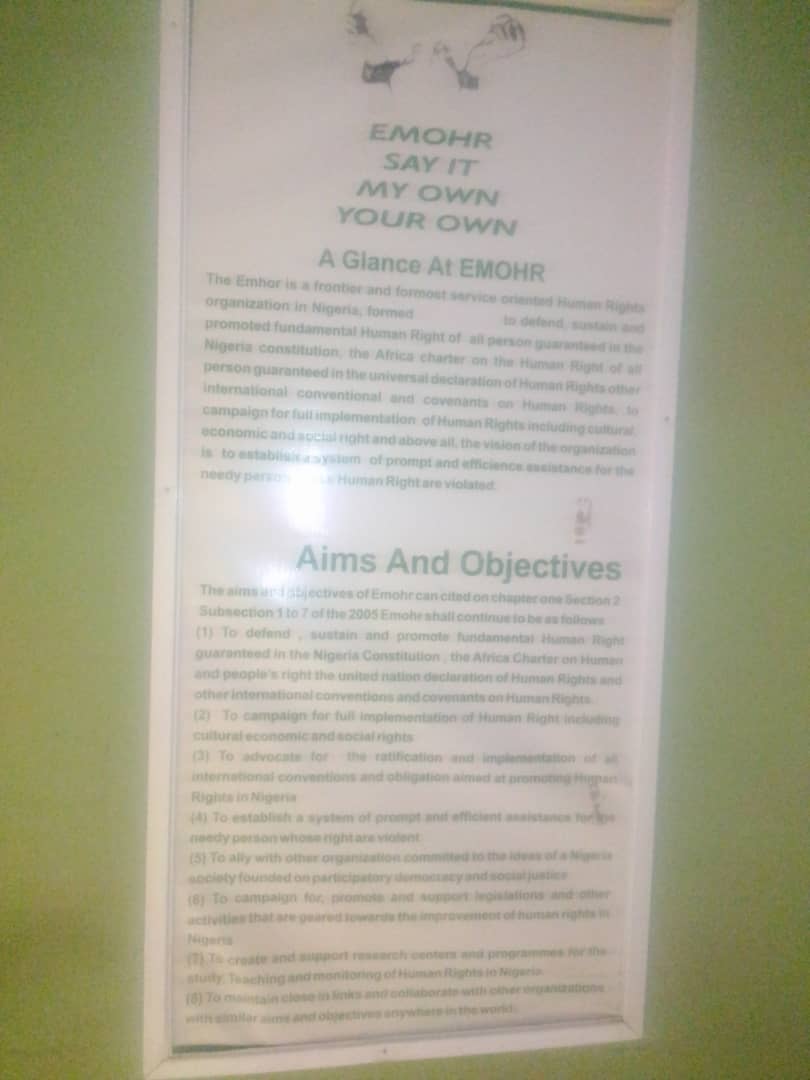 EMOHR
SAY IT
MY OWN
YOUR OWN
A Glance At EMOHR
The Emhor is a frontier and formost service oriented Human Rights
organization in Nigeria, formed to defend, sustain and
promoted fundamental Human Right of all person guaranteed in the
Nigeria constitution, the Africa charter on the Human Right of all
person guaranteed in the universal declaration of Human Rights other
international conventional and covenants on Human Rights, to
campaign for full implementation of Human Rights including cultural,
economic and social right and above all, the vision of the organization
is to establish a system of prompt and efficience assistance for the
needy person Human Right are violated.
Aims And Objectives
The aims and objectives of Emohr can cited on chapter one Section 2
Subsection 1 to 7 of the 2005 Emohr shall continue to be as follows
(1) To defend , sustain and promote fundamental Human Right
guaranteed in the Nigeria Constitution , the Africa Charter on Human
and people's right the united nation declaration of Human Rights and
other international conventions and covenants on Human Rights.
(2) To campaign for full implementation of Human Right including
cultural economic and social rights
(3) To advocate for the ratification and implementation of all
international conventions and obligation aimed at promoting Human
Rights in Nigeria
(4) To establish a system of prompt and efficient assistance for the
needy person whose right are violent
(5) To ally with other organization committed to the ideas of a Nigeria
society founded on participatory democracy and social justice
(6) To campaign for, promote and support legislations and other
activities that are geared towards the improvement of human rights in
Nigeria
(7) To create and support research centers and programmes for the
study, Teaching and monitoring of Human Rights in Nigeria.
(8) To maintain close in links and collaborate with other organizations
with similar aims and objectives anywhere in the world.